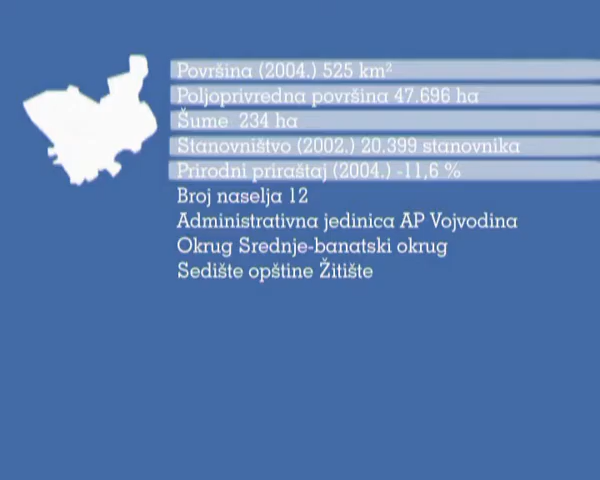 Površina (2004.) 525 km²
Poljoprivredna površina 47.696 ha
Šume 234 ha
Stanovništvo (2002.) 20.399 stanovnika
Prirodni priraštaj (2004.) -11,6 %
Broj naselja 12
Administrativna jedinica AP Vojvodina
Okrug Srednje-banatski okrug
Sedište opštine Žitište